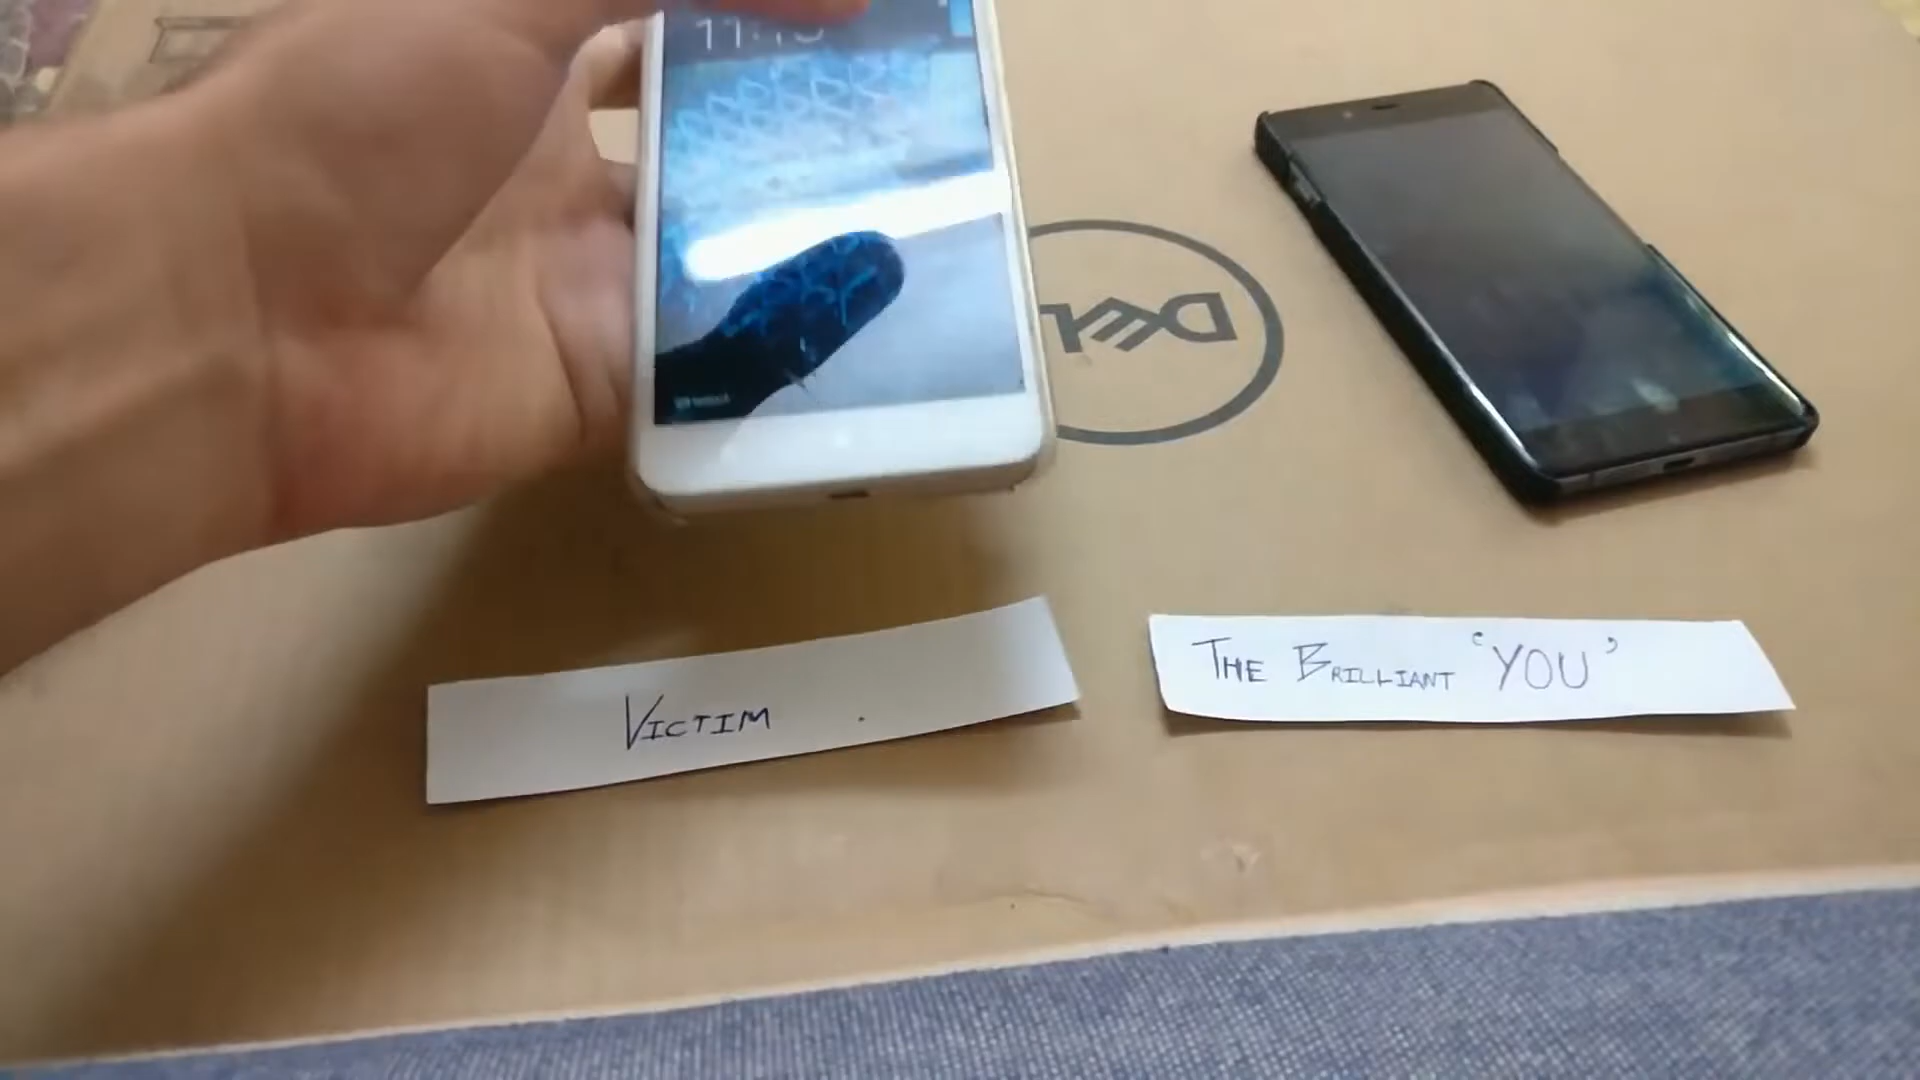 DELL
VICTIM .
THE BRILLIANT 'YOU'